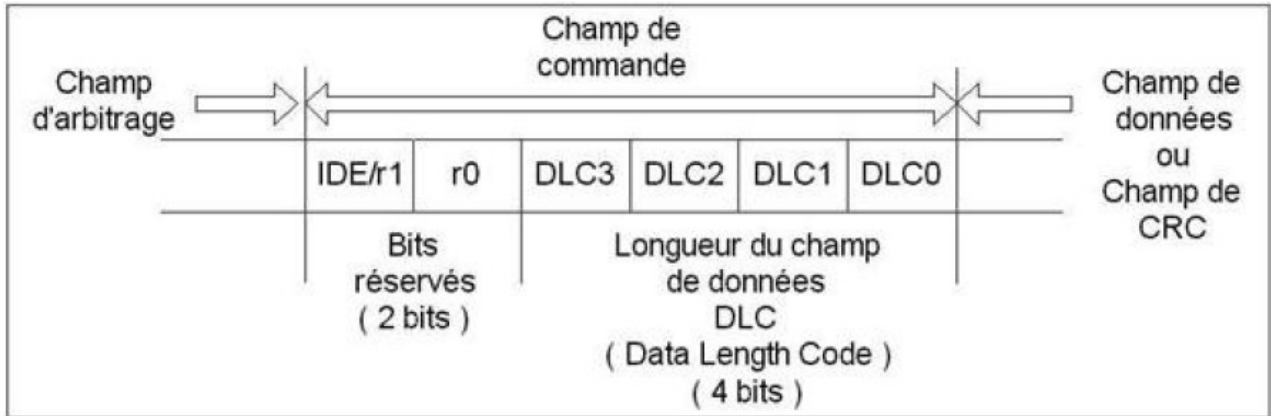 Champ de
commande
Champ
d'arbitrage
Champ de
données
ou
Champ de
CRC
IDE/r1 r0 DLC3 DLC2 DLC1 DLC0
Bits
réservés
( 2 bits )
Longueur du champ
de données
DLC
( Data Length Code )
( 4 bits )